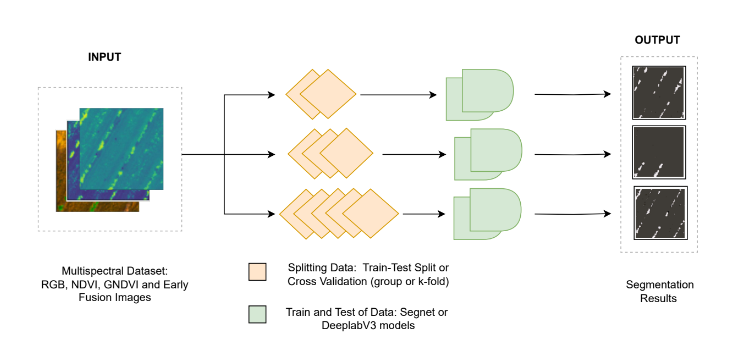 INPUT
OUTPUT
Multispectral Dataset:
RGB, NDVI, GNDVI and Early
Fusion Images
Splitting Data: Train-Test Split or
Cross Validation (group or k-fold)
Train and Test of Data: Segnet or
DeeplabV3 models
Segmentation
Results